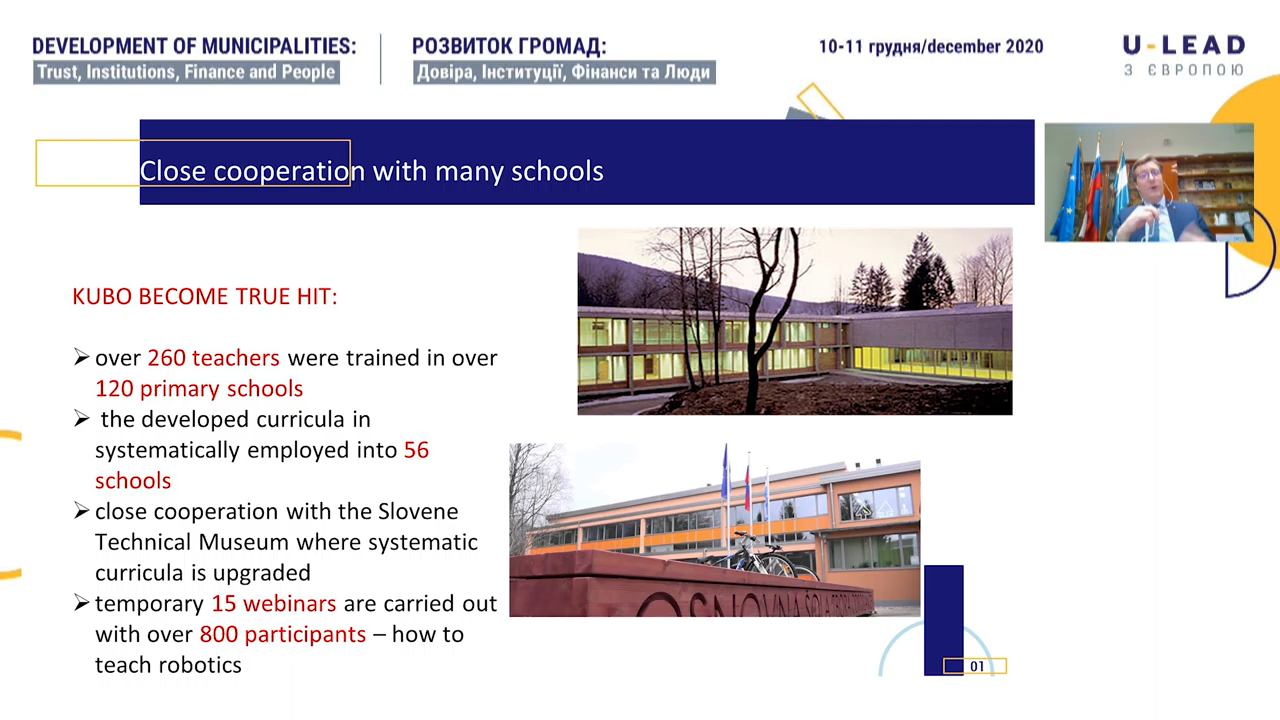 DEVELOPMENT OF MUNICIPALITIES:
Trust, Institutions, Finance and People
РОЗВИТОК ГРОМАД:
Довіра, Інституції, Фінанси та Люди
10-11 грудня/december 2020
U-LEAD
З ЄВРОПОЮ
Close cooperation with many schools
KUBO BECOME TRUE HIT:
➢ over 260 teachers were trained in over
120 primary schools
➢ the developed curricula in
systematically employed into 56
schools
➢ close cooperation with the Slovene
Technical Museum where systematic
curricula is upgraded
➢ temporary 15 webinars are carried out
with over 800 participants – how to
teach robotics
OSNOVNA ŠOLA
01